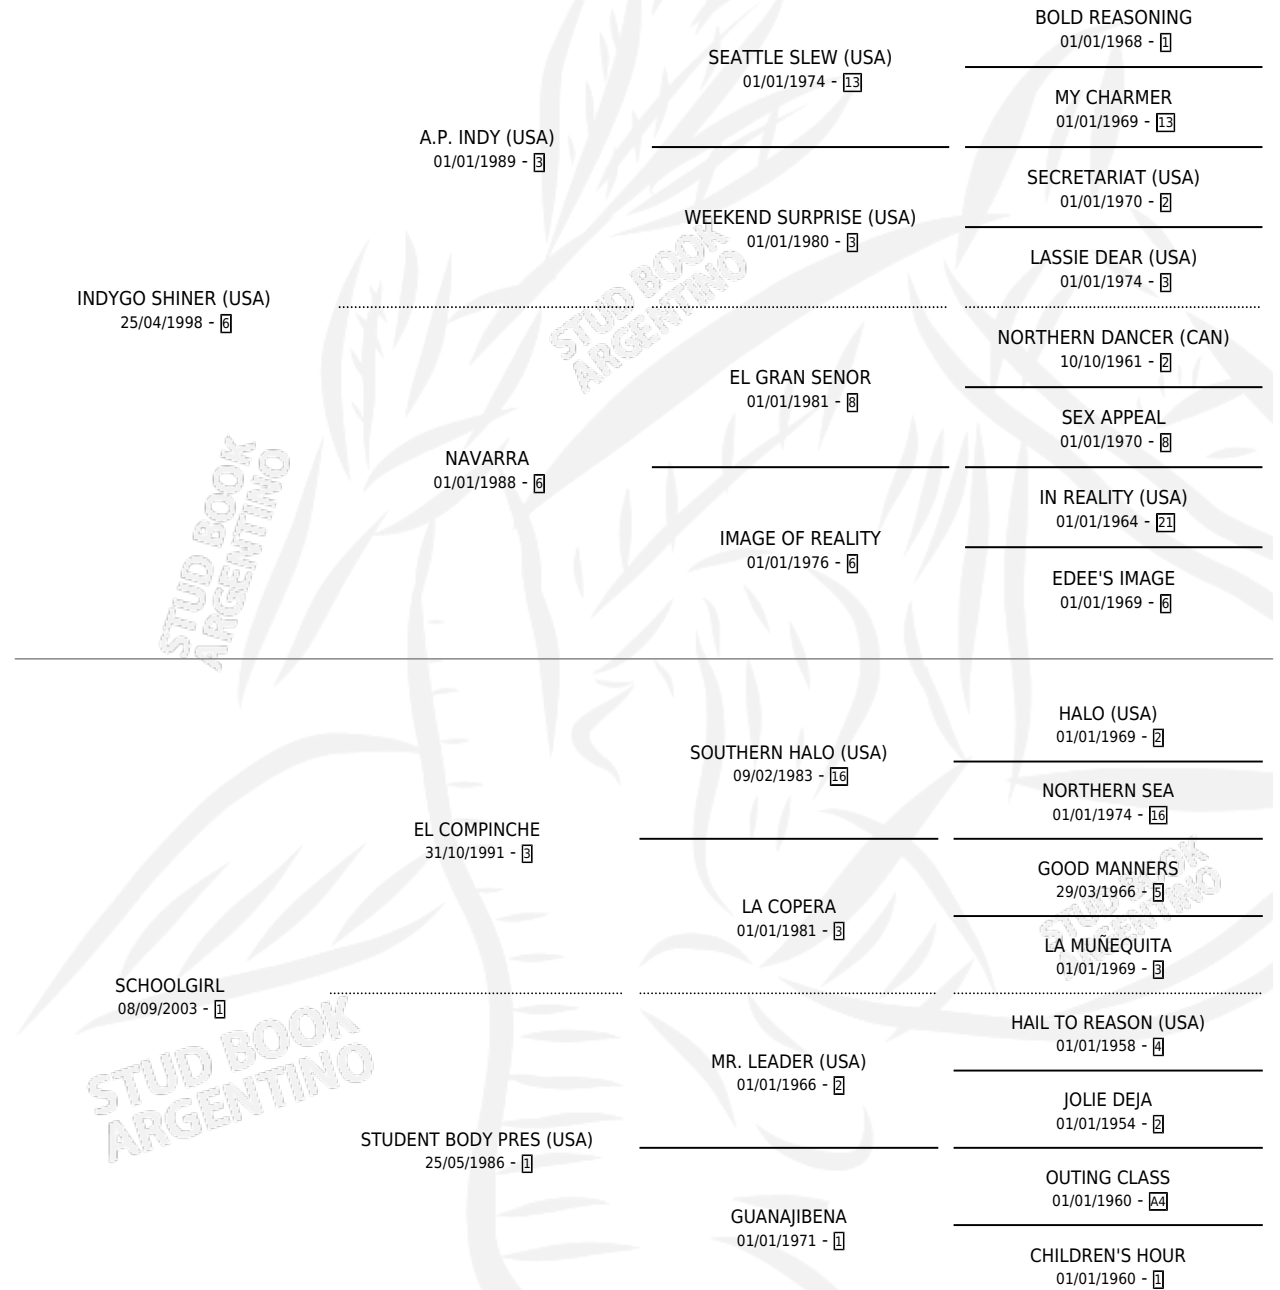 BOLD REASONING
01/01/1968 - 1
SEATTLE SLEW (USA)
01/01/1974 - 13
MY CHARMER
01/01/1969 - 13
A.P. INDY (USA)
01/01/1989 - 3
SECRETARIAT (USA)
01/01/1970 - 2
WEEKEND SURPRISE (USA)
01/01/1980 - 3
LASSIE DEAR (USA)
01/01/1974 - 3
INDYGO SHINER (USA)
25/04/1998 - 6
NORTHERN DANCER (CAN)
10/10/1961 - 2
EL GRAN SENOR
01/01/1981 - 8
SEX APPEAL
01/01/1970 - 8
NAVARRA
01/01/1988 - 6
IN REALITY (USA)
01/01/1964 - 21
IMAGE OF REALITY
01/01/1976 - 6
EDEE'S IMAGE
01/01/1969 - 6
HALO (USA)
01/01/1969 - 2
SOUTHERN HALO (USA)
09/02/1983 - 16
NORTHERN SEA
01/01/1974 - 16
EL COMPINCHE
31/10/1991 - 3
GOOD MANNERS
29/03/1966 - 5
LA COPERA
01/01/1981 - 3
LA MUÑEQUITA
01/01/1969 - 3
SCHOOLGIRL
08/09/2003 - 1
HAIL TO REASON (USA)
01/01/1958 - 4
MR. LEADER (USA)
01/01/1966 - 2
JOLIE DEJA
01/01/1954 - 2
STUDENT BODY PRES (USA)
25/05/1986 - 1
OUTING CLASS
01/01/1960 - A4
GUANAJIBENA
01/01/1971 - 1
CHILDREN'S HOUR
01/01/1960 - 1
STUD BOOK
ARGENTINO
STUD BOOK
ARGENTINO
STUD BOOK
ARGENTINO
STUD BOOK
ARGENTINO